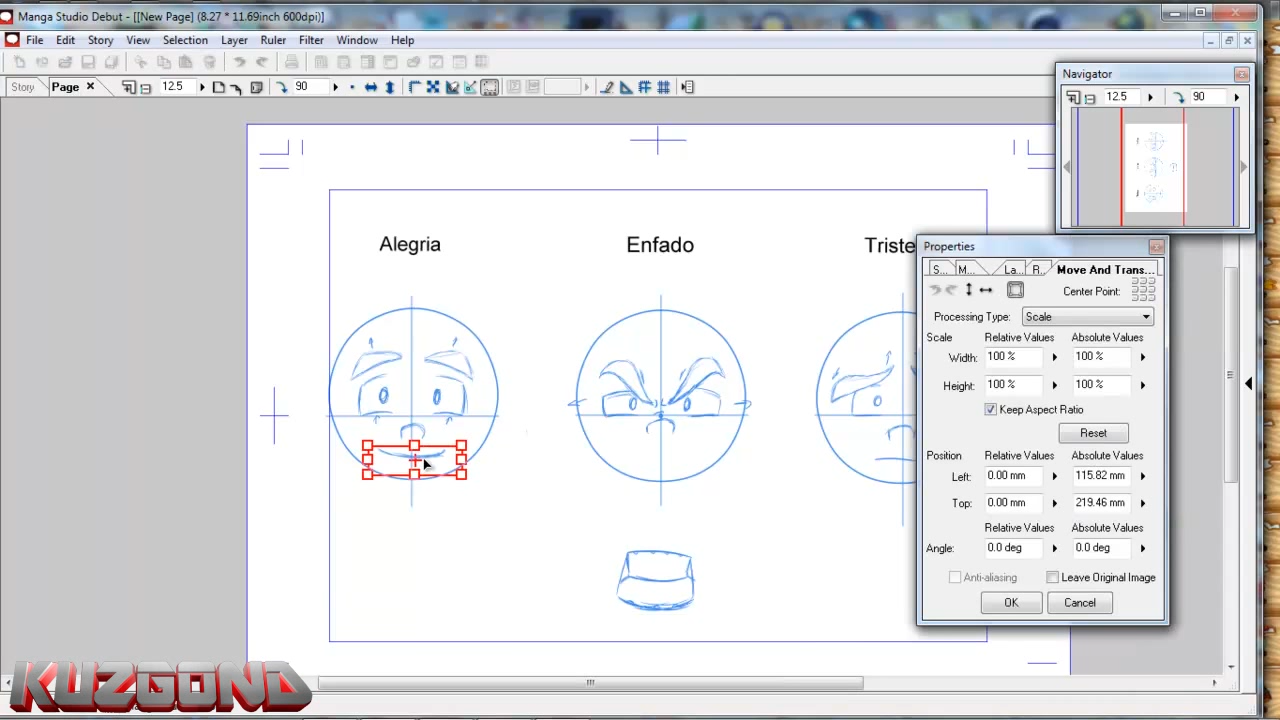 Manga Studio Debut - [[New Page] (8.27 * 11.69inch 600dpi)]
File Edit Story View Selection Layer Ruler Filter Window Help
Story Page 12.5 90
Navigator
12.5 90
Alegria Enfado Triste
Properties
S... M... La... R... Move And Trans...
Center Point:
Processing Type: Scale
Scale Relative Values Absolute Values
Width: 100 % 100 %
Height: 100 % 100 %
Keep Aspect Ratio
Reset
Position Relative Values Absolute Values
Left: 0.00 mm 115.82 mm
Top: 0.00 mm 219.46 mm
Relative Values Absolute Values
Angle: 0.0 deg 0.0 deg
Anti-aliasing Leave Original Image
OK Cancel
KUZGOND